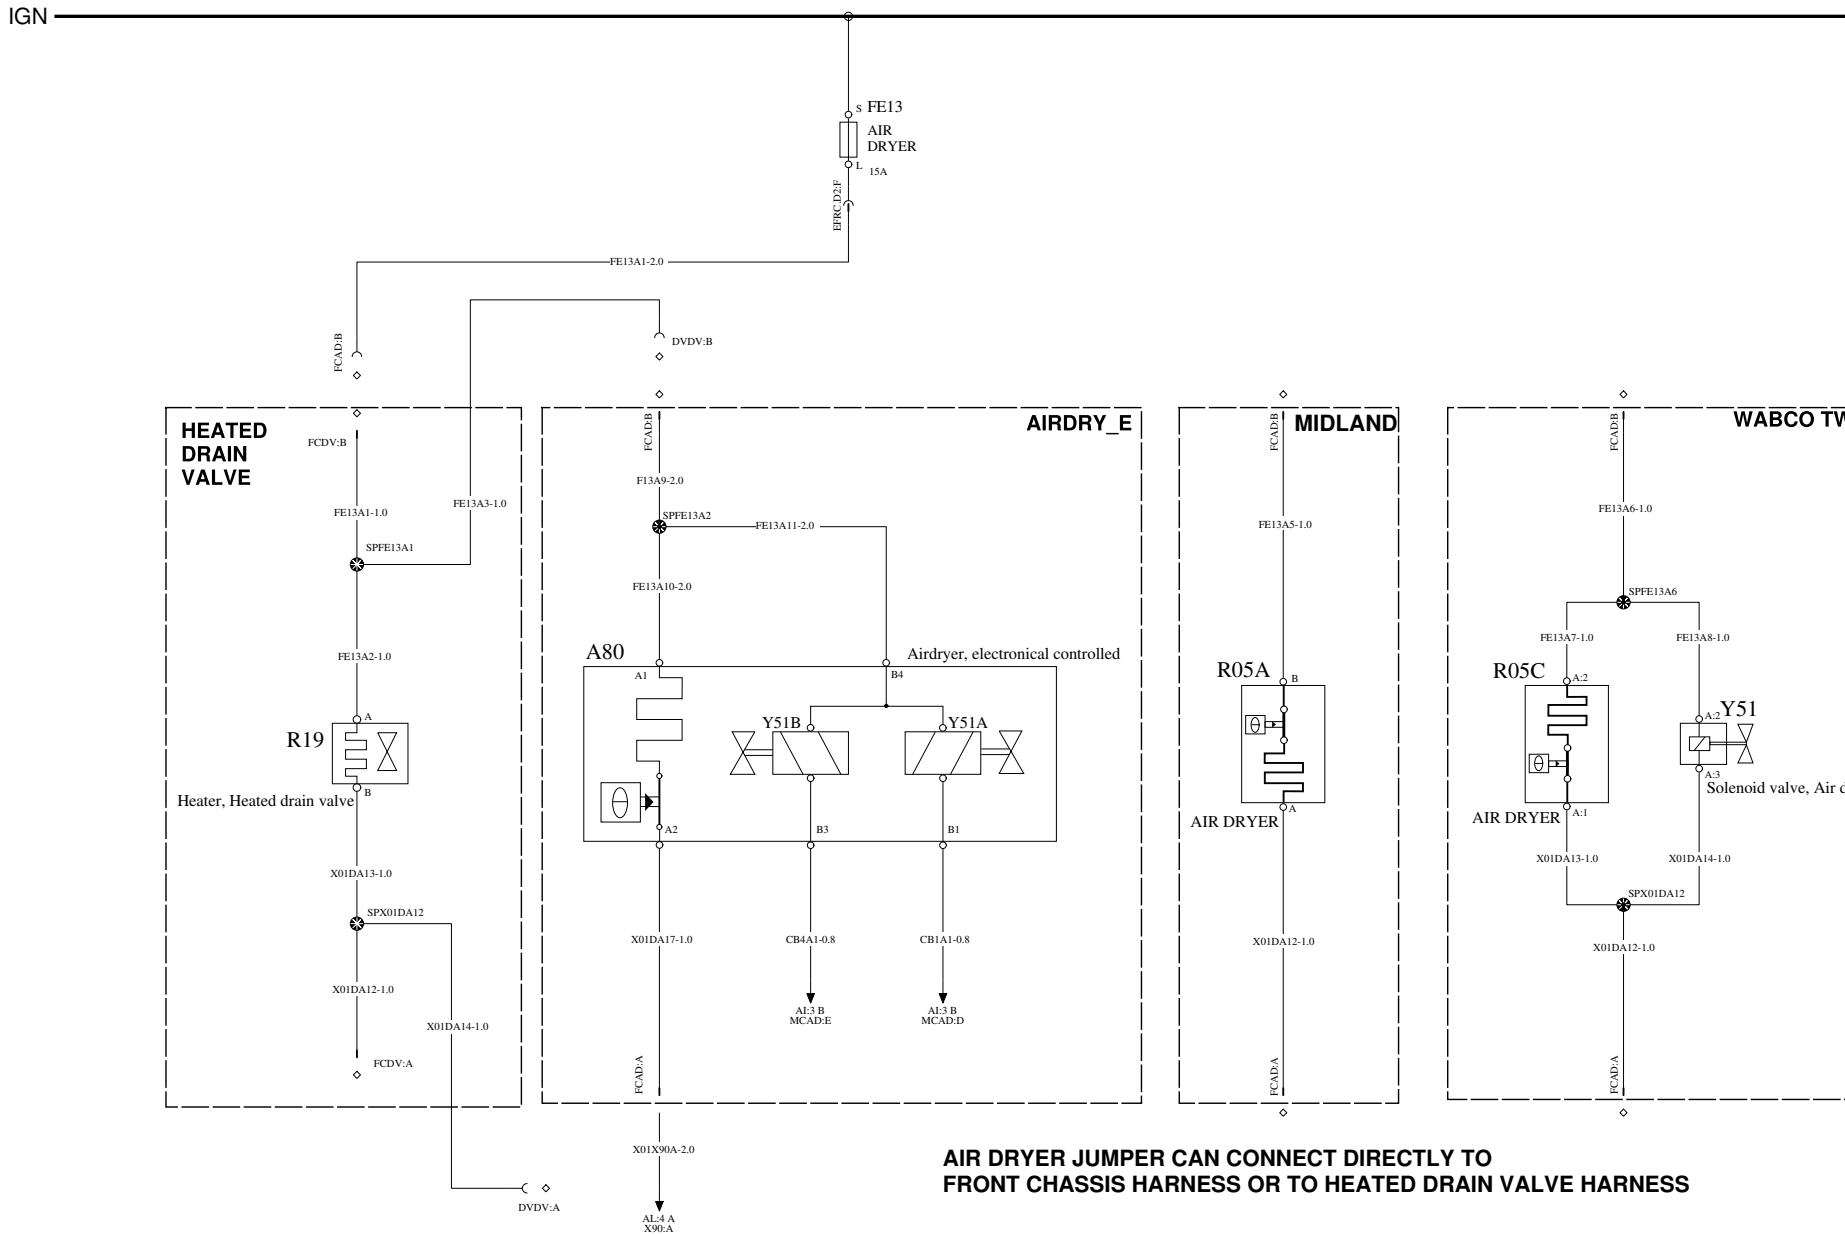 IGN
S FE13
AIR
DRYER
L 15A
EFRC.D2:F
FE13A1-2.0
FCAD:B
DVDV:B
HEATED
DRAIN
VALVE
FCDV:B
FE13A1-1.0
FE13A3-1.0
SPFE13A1
FE13A2-1.0
A
R19
B
Heater, Heated drain valve
X01DA13-1.0
SPX01DA12
X01DA12-1.0
X01DA14-1.0
FCDV:A
DVDV:A
AIRDRY_E
FCAD:B
F13A9-2.0
SPFE13A2
FE13A11-2.0
FE13A10-2.0
A80
Airdryer, electronical controlled
A1
B4
Y51B
Y51A
A2
B3
B1
X01DA17-1.0
CB4A1-0.8
CB1A1-0.8
AI:3 B
MCAD:E
AI:3 B
MCAD:D
FCAD:A
X01X90A-2.0
AL:4 A
X90:A
MIDLAND
FCAD:B
FE13A5-1.0
R05A
B
A
AIR DRYER
X01DA12-1.0
FCAD:A
WABCO TW
FCAD:B
FE13A6-1.0
SPFE13A6
FE13A7-1.0
FE13A8-1.0
R05C
A:2
A:2
Y51
A:3
Solenoid valve, Air d
A:1
AIR DRYER
X01DA13-1.0
X01DA14-1.0
SPX01DA12
X01DA12-1.0
FCAD:A
AIR DRYER JUMPER CAN CONNECT DIRECTLY TO
FRONT CHASSIS HARNESS OR TO HEATED DRAIN VALVE HARNESS